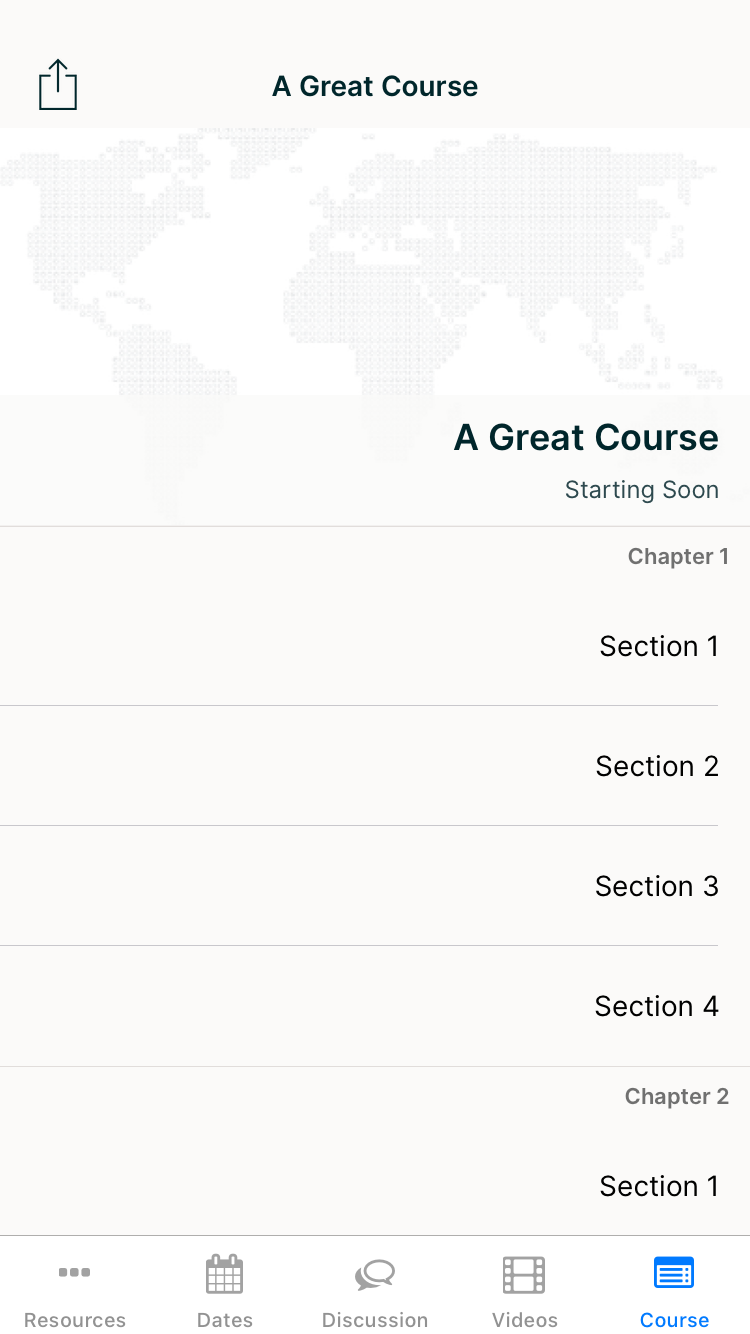 A Great Course
A Great Course
Starting Soon
Chapter 1
Section 1
Section 2
Section 3
Section 4
Chapter 2
Section 1
Resources
Dates
Discussion
Videos
Course